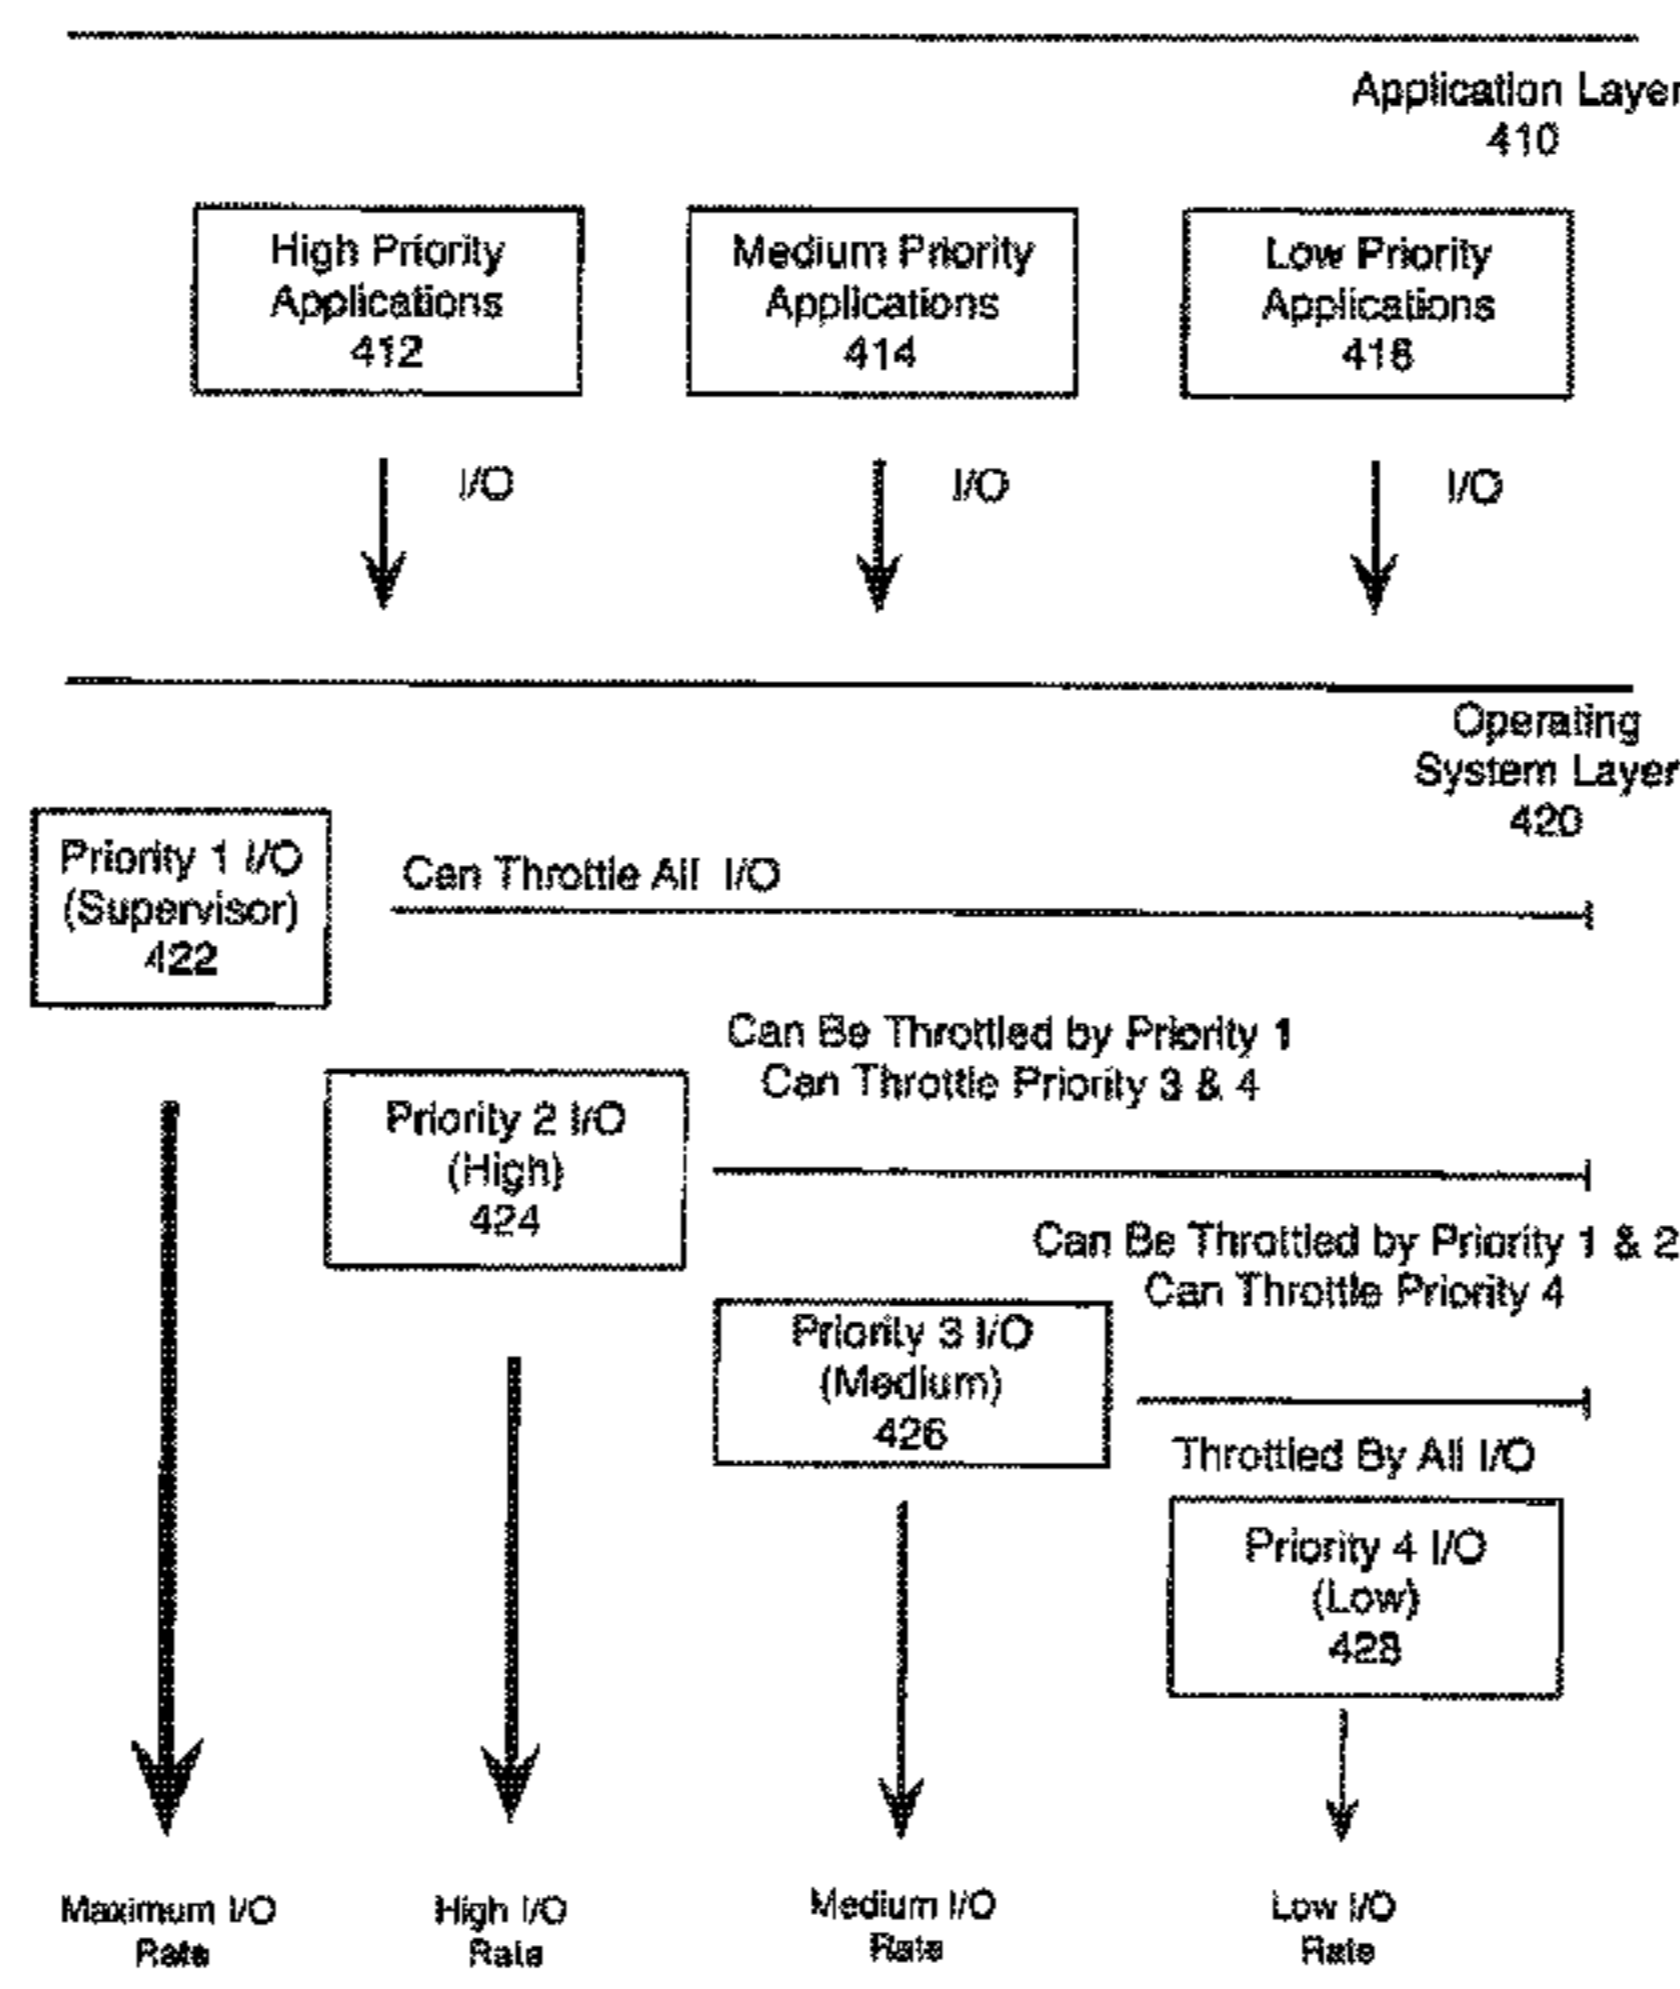 Application Layer
410
High Priority
Applications
412
Medium Priority
Applications
414
Low Priority
Applications
416
I/O
I/O
I/O
Operating
System Layer
420
Priority 1 I/O
(Supervisor)
422
Can Throttle All I/O
Can Be Throttled by Priority 1
Can Throttle Priority 3 & 4
Priority 2 I/O
(High)
424
Can Be Throttled by Priority 1 & 2
Can Throttle Priority 4
Priority 3 I/O
(Medium)
426
Throttled By All I/O
Priority 4 I/O
(Low)
428
Maximum I/O
Rate
High I/O
Rate
Medium I/O
Rate
Low I/O
Rate